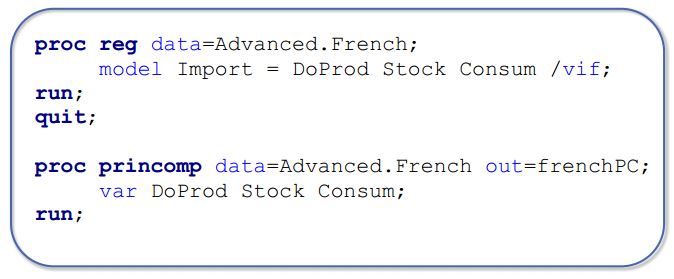 proc reg data=Advanced.French;
model Import = DoProd Stock Consum /vif;
run;
quit;
proc princomp data=Advanced.French out=frenchPC;
var DoProd Stock Consum;
run;